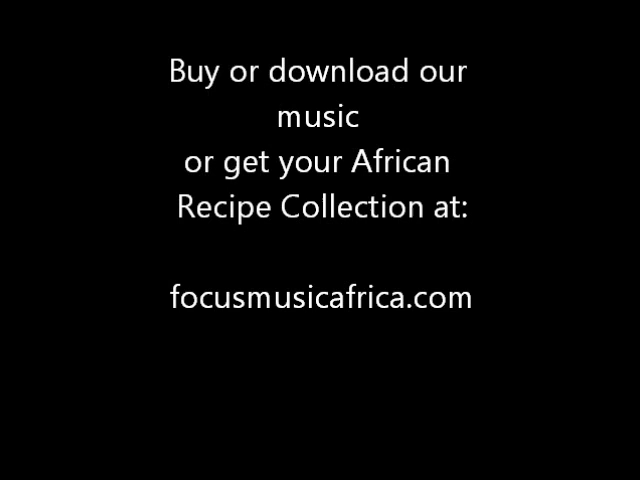 Buy or download our
music
or get your African
Recipe Collection at:
focusmusicafrica.com